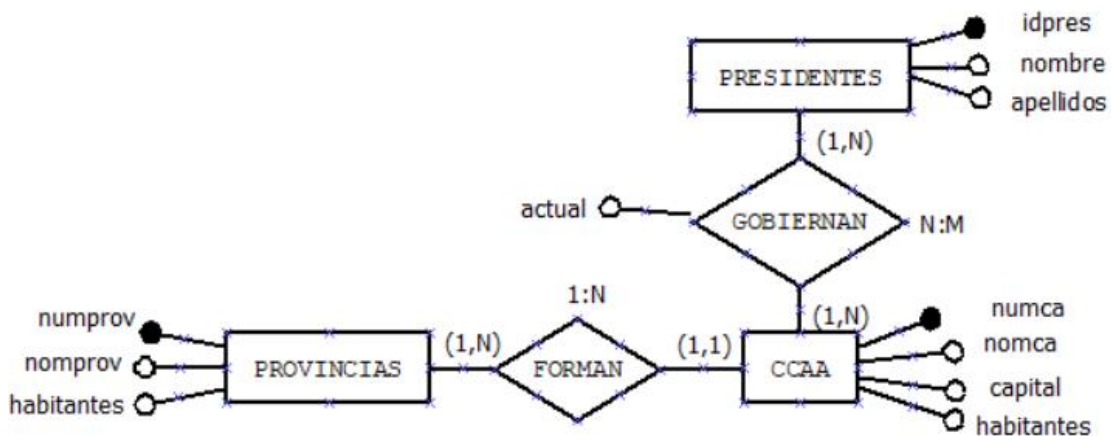 idpres
nombre
apellidos
PRESIDENTES
(1,N)
actual
GOBIERNAN
N:M
(1,N)
numprov
nomprov
habitantes
PROVINCIAS
(1,N)
1:N
FORMAN
(1,1)
CCAA
numca
nomca
capital
habitantes